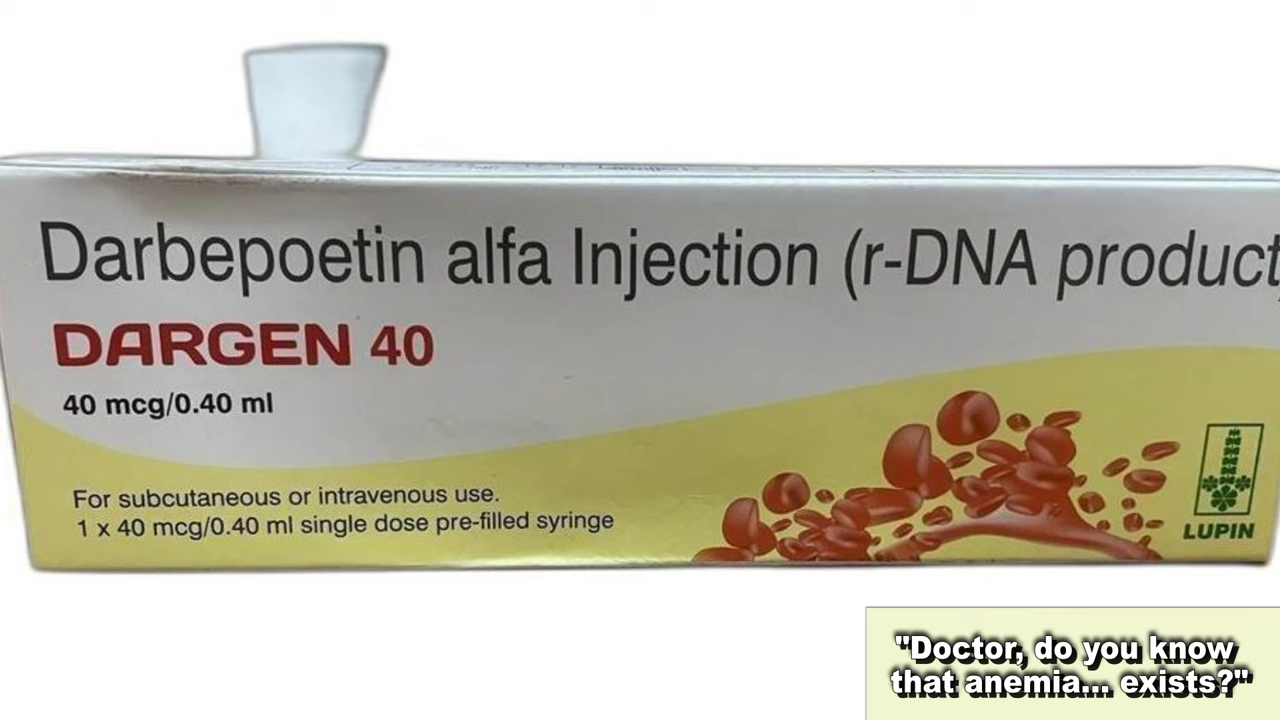 Darbepoetin alfa Injection (r-DNA product)
DARGEN 40
40 mcg/0.40 ml
For subcutaneous or intravenous use.
1 x 40 mcg/0.40 ml single dose pre-filled syringe
LUPIN
"Doctor, do you know
that anemia... exists?"